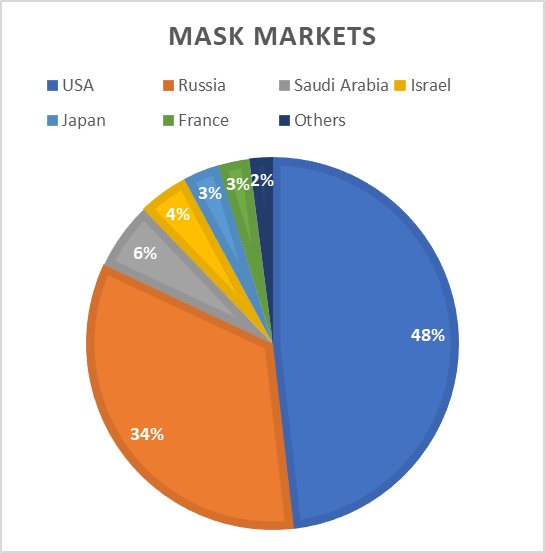 MASK MARKETS
USA Russia Saudi Arabia Israel
Japan France Others
4% 3% 3% 2%
6%
48%
34%